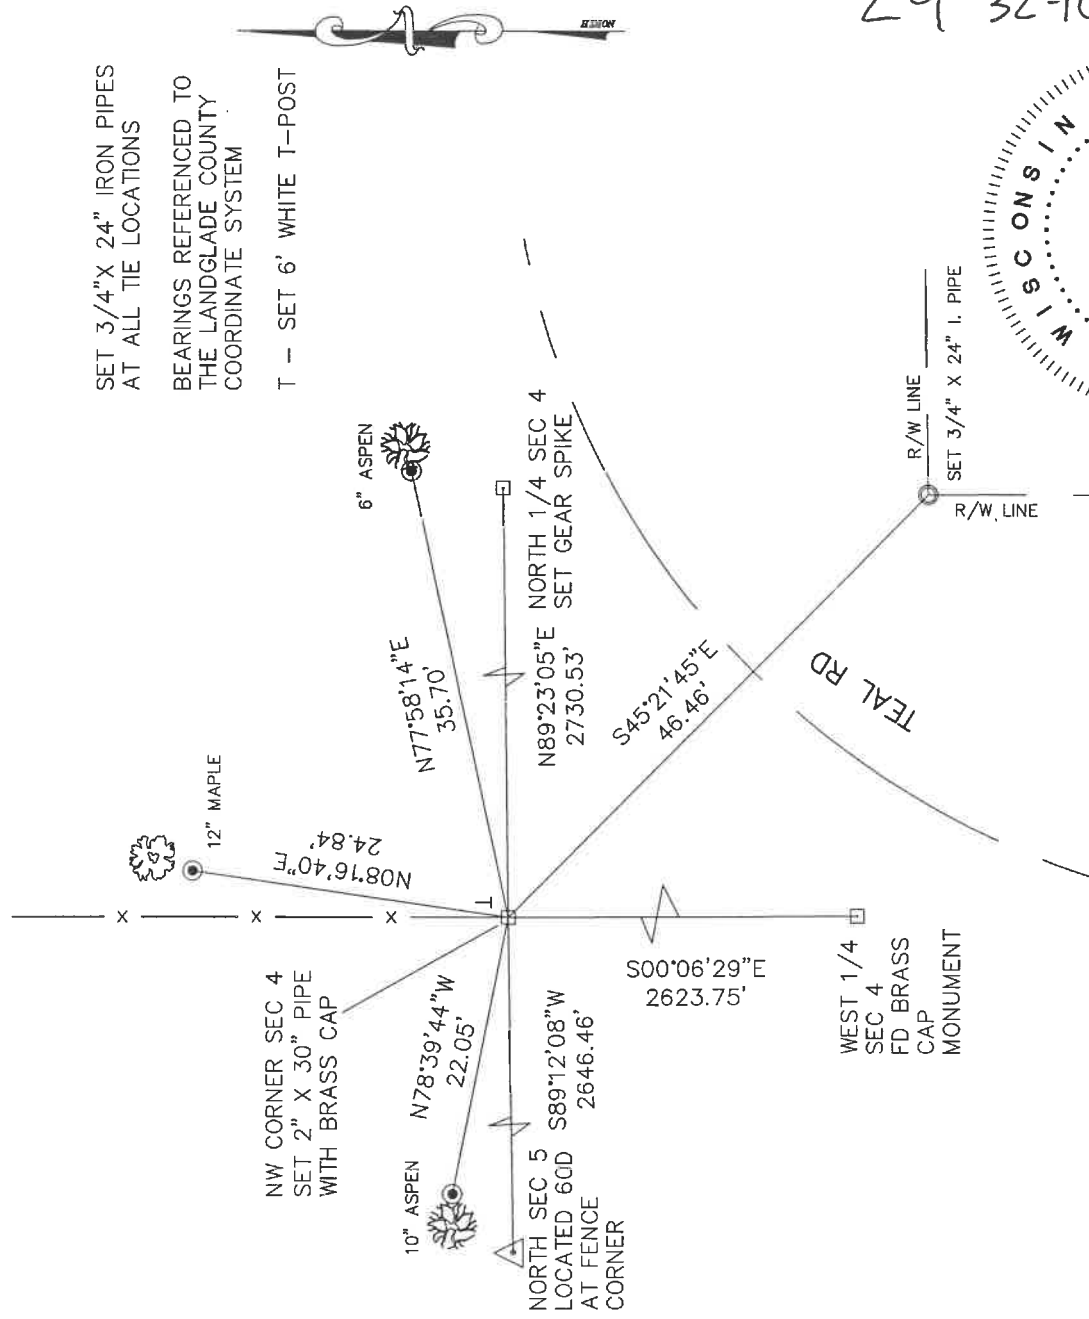 29 32-10
NORTH
SET 3/4"X 24" IRON PIPES
AT ALL TIE LOCATIONS
BEARINGS REFERENCED TO
THE LANDGLADE COUNTY
COORDINATE SYSTEM
T – SET 6' WHITE T–POST
WISCONSIN
6" ASPEN
N77°58'14"E
35.70'
12" MAPLE
N08°16'40"E
24.84'
T
NORTH 1/4 SEC 4
SET GEAR SPIKE
N89°23'05"E
2730.53'
S45°21'45"E
46.46'
TEAL RD
R/W LINE
SET 3/4" X 24" I. PIPE
R/W LINE
X
X
X
NW CORNER SEC 4
SET 2" X 30" PIPE
WITH BRASS CAP
N78°39'44"W
22.05'
10" ASPEN
S89°12'08"W
2646.46'
NORTH SEC 5
LOCATED 60D
AT FENCE
CORNER
S00°06'29"E
2623.75'
WEST 1/4
SEC 4
FD BRASS
CAP
MONUMENT